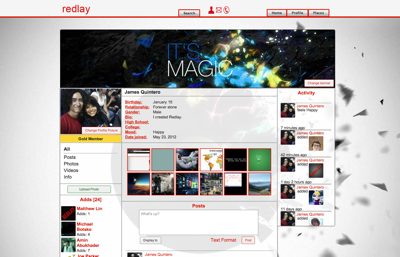 redlay
Search
Home
Profile
Places
IT'S
MAGIC
Change Banner
James Quintero
Birthday: January 16
Relationship: Forever alone
Gender: Male
Bio: I created Redlay.
High School:
College:
Mood: Happy
Date: May 20, 2012
Change Profile Picture
Gold Member
All
Posts
Photos
Videos
Info
Upload Photo
Adds [24]
Matthew Lin
Adds: 1
Michael
Botsko
Adds: 4
Amin
Abukhader
Adds: 7
Joe Parker
Posts
What's up?
Display to
Text Format
Post
James Quintero
Activity
James Quintero
feels Happy
7 minutes ago
James Quintero
added
42 minutes ago
James Quintero
added
1 day 2 hours ago
James Quintero
added
11 days ago
James Quintero
added